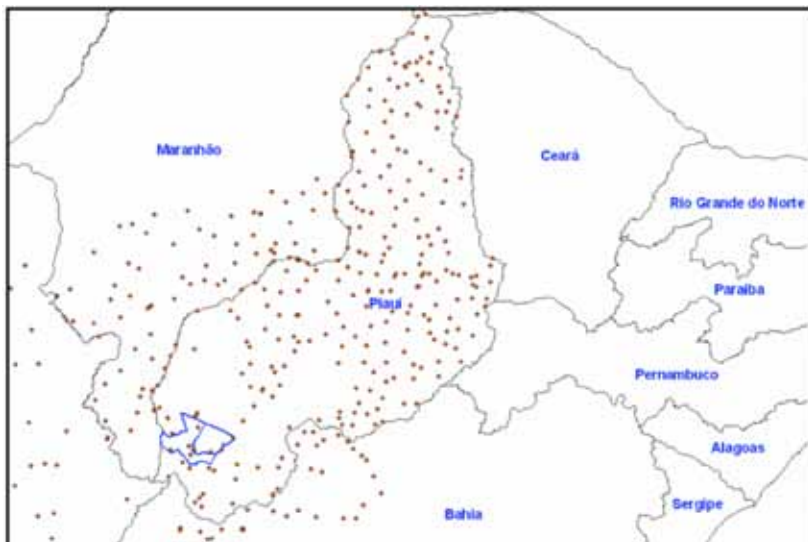 Maranhão
Ceará
Rio Grande do Norte
Paraíba
Piauí
Pernambuco
Alagoas
Sergipe
Bahia